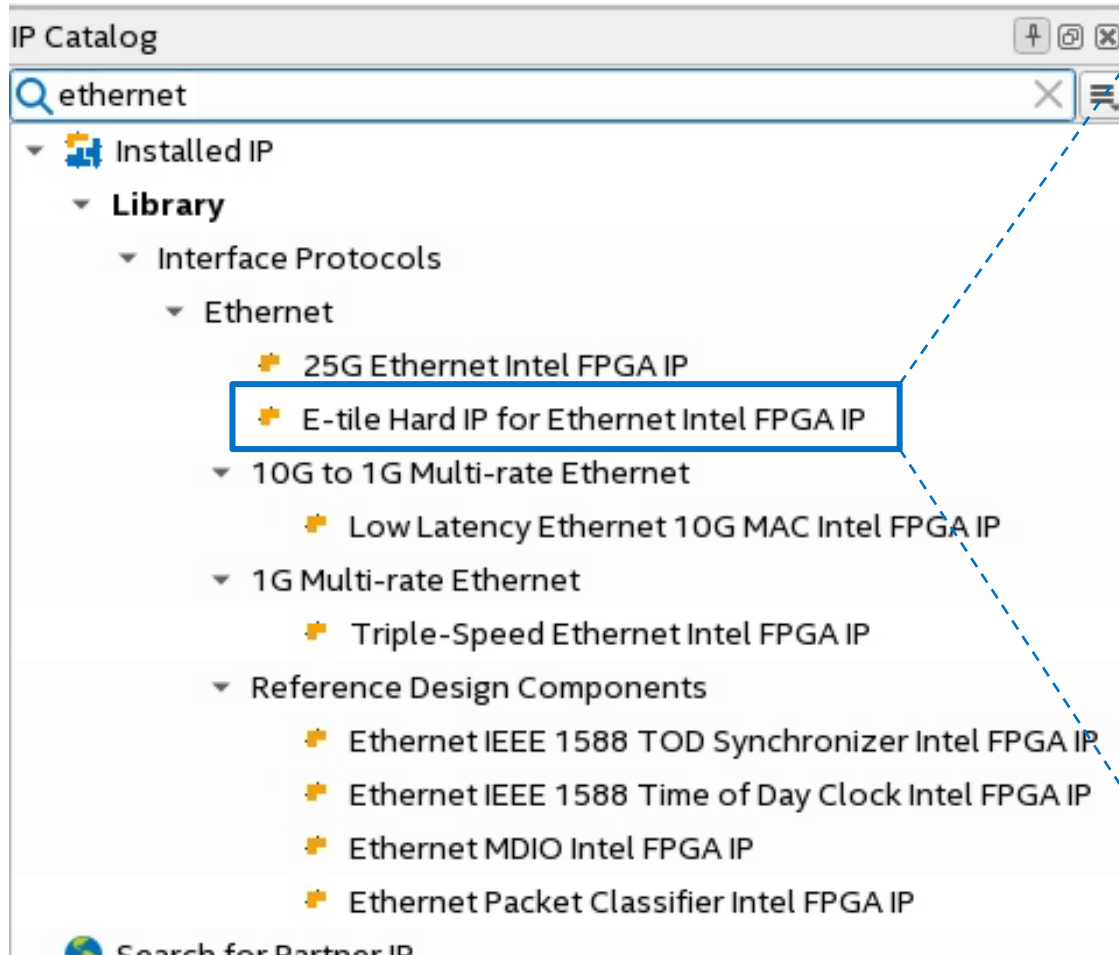 IP Catalog
ethernet
Installed IP
Library
Interface Protocols
Ethernet
25G Ethernet Intel FPGA IP
E-tile Hard IP for Ethernet Intel FPGA IP
10G to 1G Multi-rate Ethernet
Low Latency Ethernet 10G MAC Intel FPGA IP
1G Multi-rate Ethernet
Triple-Speed Ethernet Intel FPGA IP
Reference Design Components
Ethernet IEEE 1588 TOD Synchronizer Intel FPGA IP
Ethernet IEEE 1588 Time of Day Clock Intel FPGA IP
Ethernet MDIO Intel FPGA IP
Ethernet Packet Classifier Intel FPGA IP
Search for Partner IP